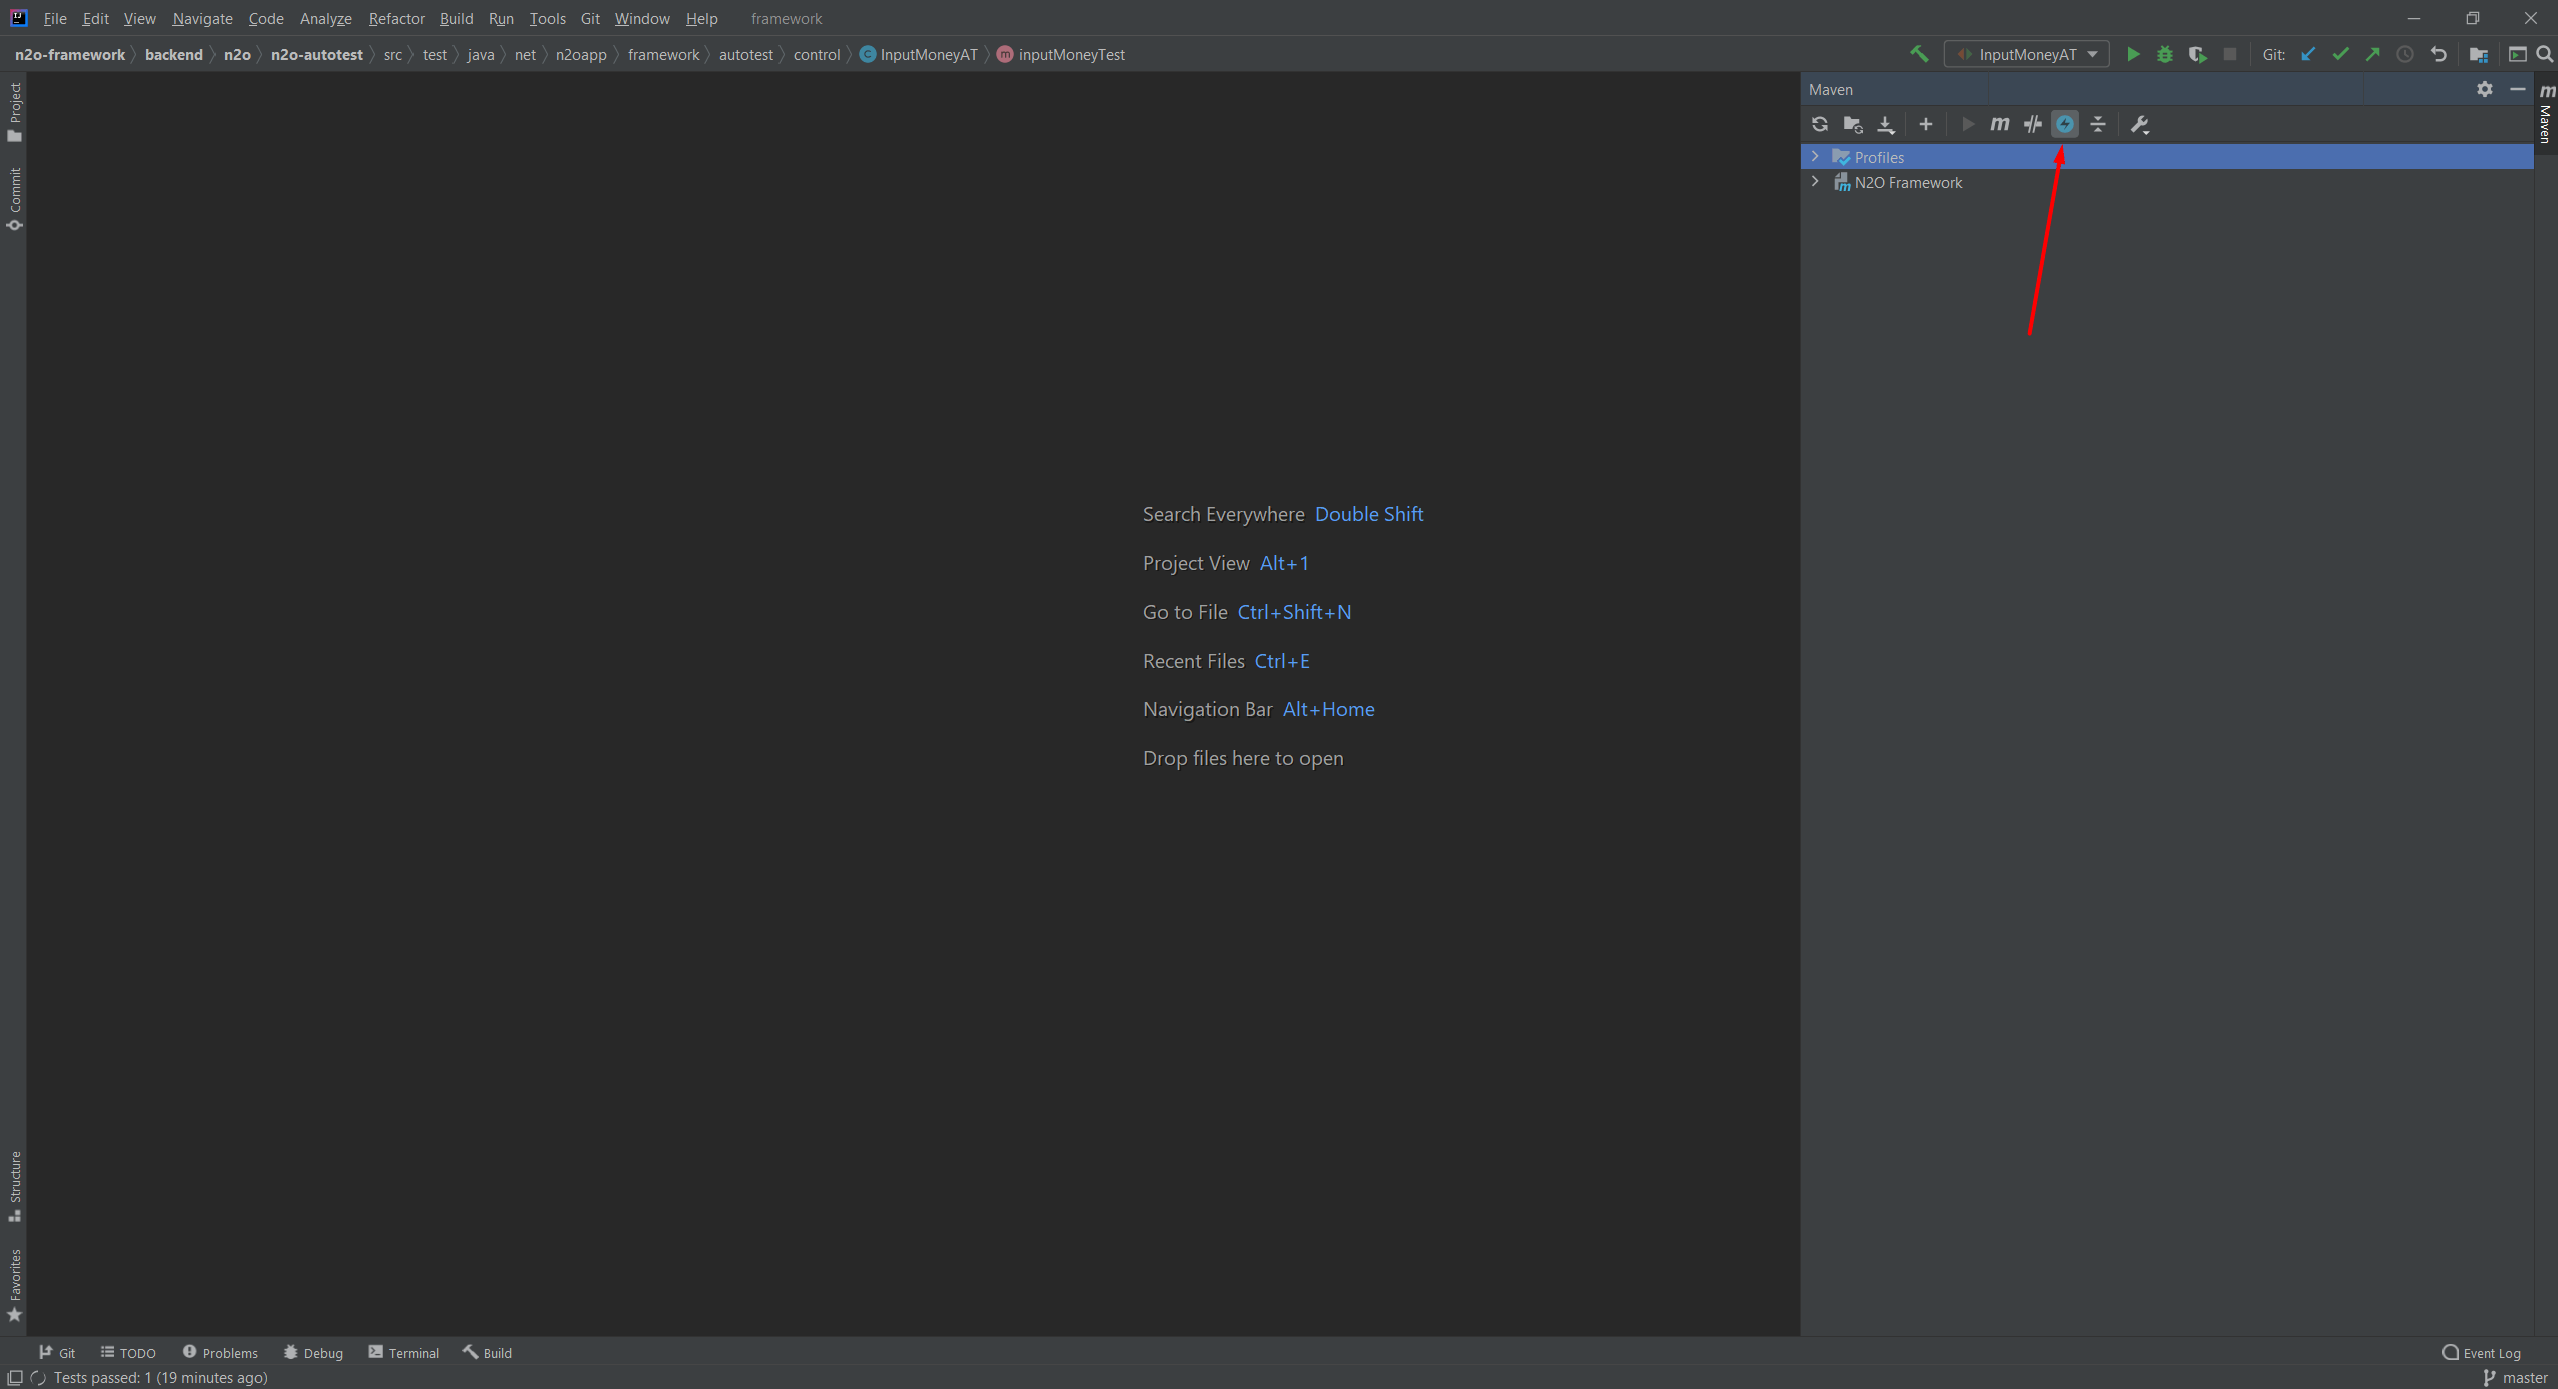 File Edit View Navigate Code Analyze Refactor Build Run Tools Git Window Help framework
n2o-framework backend n2o n2o-autotest src test java net n2oapp framework autotest control InputMoneyAT inputMoneyTest InputMoneyAT Git:
Maven
Profiles
N2O Framework
Maven
Project
Commit
Search Everywhere Double Shift
Project View Alt+1
Go to File Ctrl+Shift+N
Recent Files Ctrl+E
Navigation Bar Alt+Home
Drop files here to open
Structure
Favorites
Git TODO Problems Debug Terminal Build Event Log
Tests passed: 1 (19 minutes ago) master